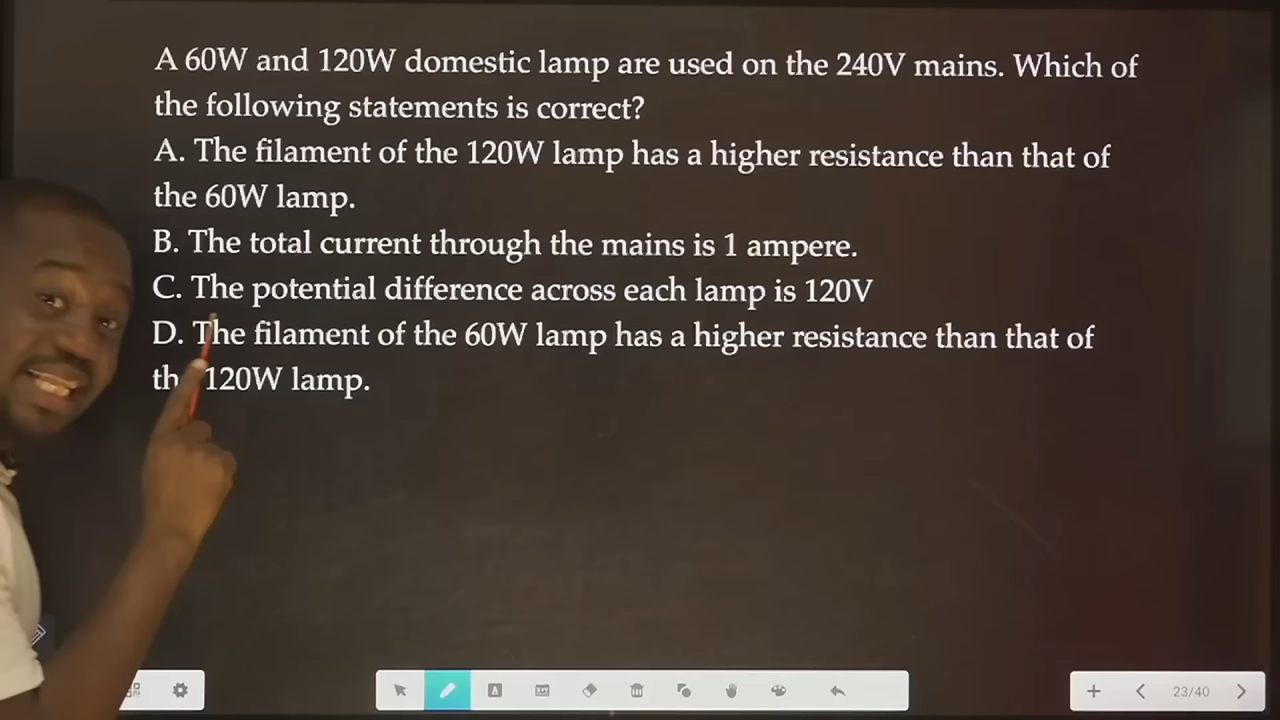 A 60W and 120W domestic lamp are used on the 240V mains. Which of
the following statements is correct?
A. The filament of the 120W lamp has a higher resistance than that of
the 60W lamp.
B. The total current through the mains is 1 ampere.
C. The potential difference across each lamp is 120V
D. The filament of the 60W lamp has a higher resistance than that of
120W lamp.
23/40